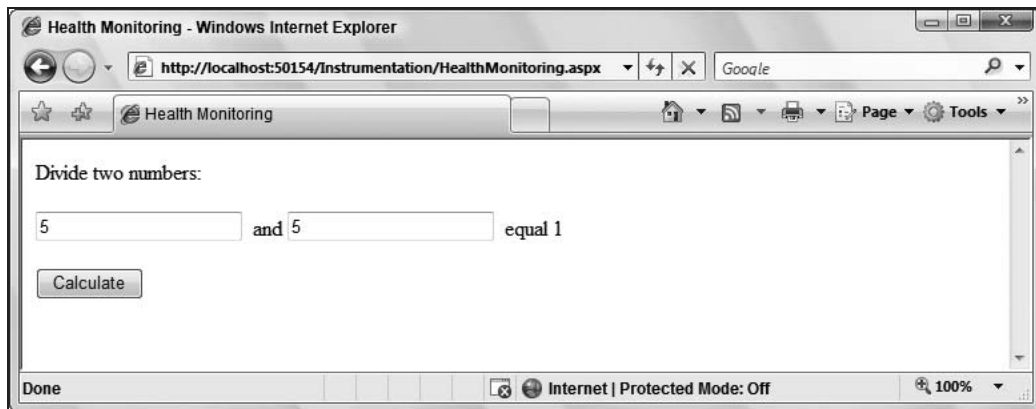 Health Monitoring - Windows Internet Explorer
http://localhost:50154/Instrumentation/HealthMonitoring.aspx Google
Health Monitoring Page Tools
Divide two numbers:
5 and 5 equal 1
Calculate
Done Internet | Protected Mode: Off 100%